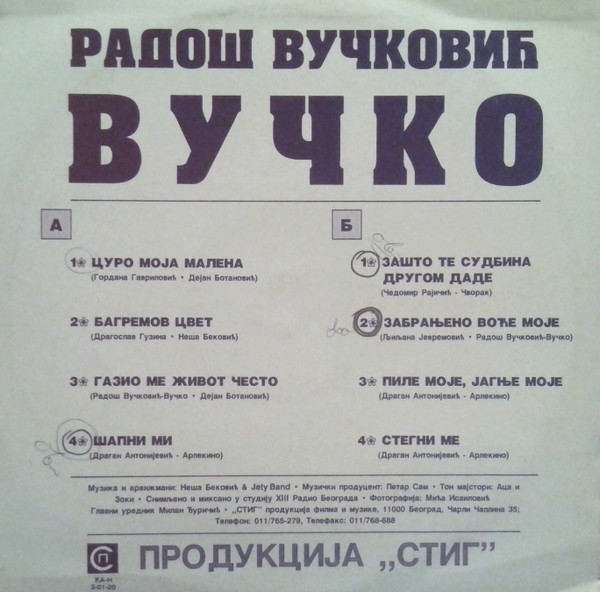 РАДОШ ВУЧКОВИЋ
ВУЧКО
А
1 ЦУРО МОЈА МАЛЕНА
(Гордана Гавриловић • Дејан Ботановић)
2 БАГРЕМОВ ЦВЕТ
(Драгослав Гузина • Неша Бековић)
3 ГАЗИО МЕ ЖИВОТ ЧЕСТО
(Радош Вучковић-Вучко • Дејан Ботановић)
4 ШАПНИ МИ
(Драган Антонијевић - Арлекино)
Б
1 ЗАШТО ТЕ СУДБИНА
ДРУГОМ ДАДЕ
(Чедомир Рајичић - Чворак)
2 ЗАБРАЊЕНО ВОЋЕ МОЈЕ
(Љиљана Јевремовић • Радош Вучковић-Вучко)
3 ПИЛЕ МОЈЕ, ЈАГЊЕ МОЈЕ
(Драган Антонијевић - Арлекино)
4 СТЕГНИ МЕ
(Драган Антонијевић - Арлекино)
Музика и аранжмани: Неша Бековић & Jety Band • Музички продуцент: Петар Сам • Тон мајстори: Аца и
Зоки • Снимљено и миксано у студију XIII Радио Београда • Фотографија: Мића Исаиловић
Главни уредник Милан Ђуричић • „СТИГ" продукција филма и музике, 11000 Београд, Чарли Чаплина 35;
Телефон: 011/765-279, Телефакс: 011/768-688
СП
КА-Н
S-01-20
ПРОДУКЦИЈА „СТИГ"